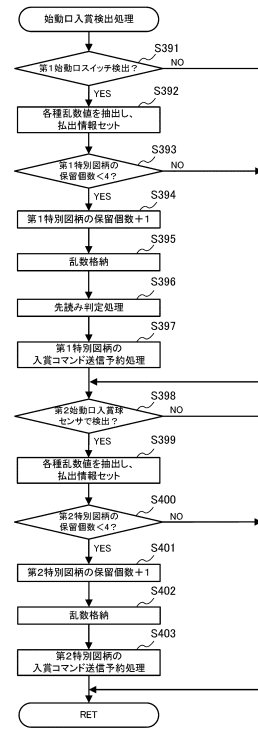 始動口入賞検出処理
S391
第1始動口スイッチ検出?
NO
YES
S392
各種乱数値を抽出し、
払出情報セット
S393
第1特別図柄の
保留個数<4?
NO
YES
S394
第1特別図柄の保留個数+1
S395
乱数格納
S396
先読み判定処理
S397
第1特別図柄の
入賞コマンド送信予約処理
S398
第2始動口入賞球
センサで検出?
NO
YES
S399
各種乱数値を抽出し、
払出情報セット
S400
第2特別図柄の
保留個数<4?
NO
YES
S401
第2特別図柄の保留個数+1
S402
乱数格納
S403
第2特別図柄の
入賞コマンド送信予約処理
RET